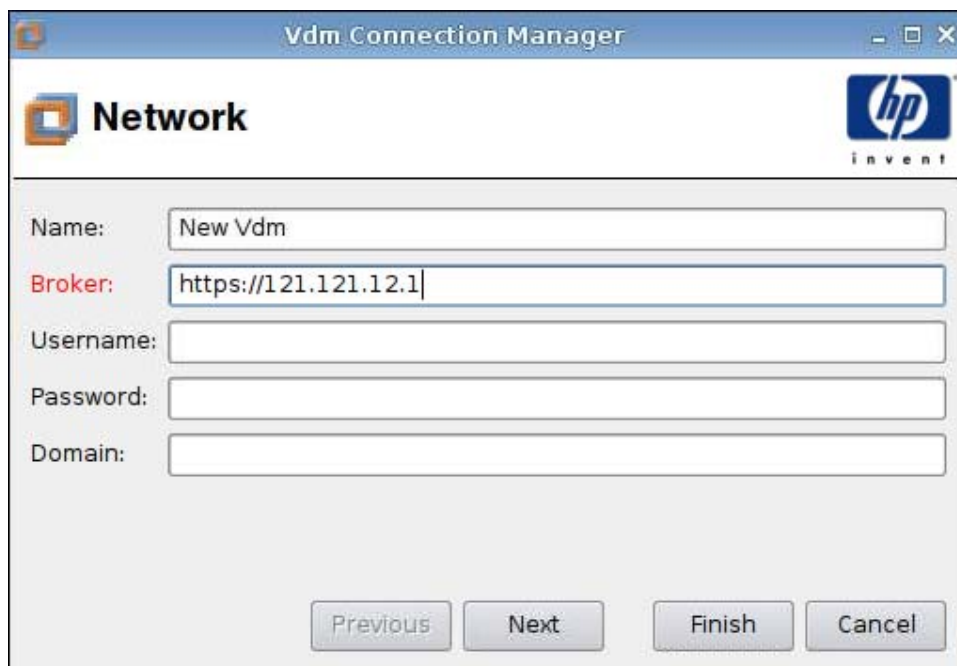 Vdm Connection Manager
Network
hp
invent
Name: New Vdm
Broker: https://121.121.12.1
Username:
Password:
Domain:
Previous Next Finish Cancel